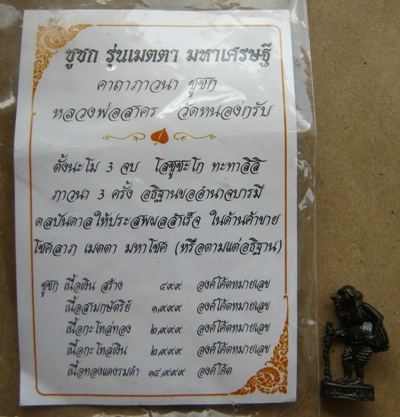 ชูชก รุ่นเมตตา มหาเศรษฐี
คาถาภาวนา ชูชก
หลวงพ่อสาคร วัดหนองกรับ
ตั้งนะโม 3 จบ โสชูชะโก ทะทาสิสิ
ภาวนา 3 ครั้ง อธิฐานขออำนาจบารมี
ดลบันดาลให้ประสพผลสำเร็จ ในด้านค้าขาย
โชคลาภ เมตตา มหาโชค (หรือตามแต่อธิฐาน)
ชูชก เนื้อเงิน สร้าง ๔๙๙ องค์โค๊ตหมายเลข
เนื้อสามกษัตริย์ ๑,๙๙๙ องค์โค๊ตหมายเลข
เนื้อกะไหล่ทอง ๒,๙๙๙ องค์โค๊ตหมายเลข
เนื้อกะไหล่เงิน ๒,๙๙๙ องค์โค๊ตหมายเลข
เนื้อทองแดงรมดำ ๑๔,๙๙๙ องค์โค๊ต